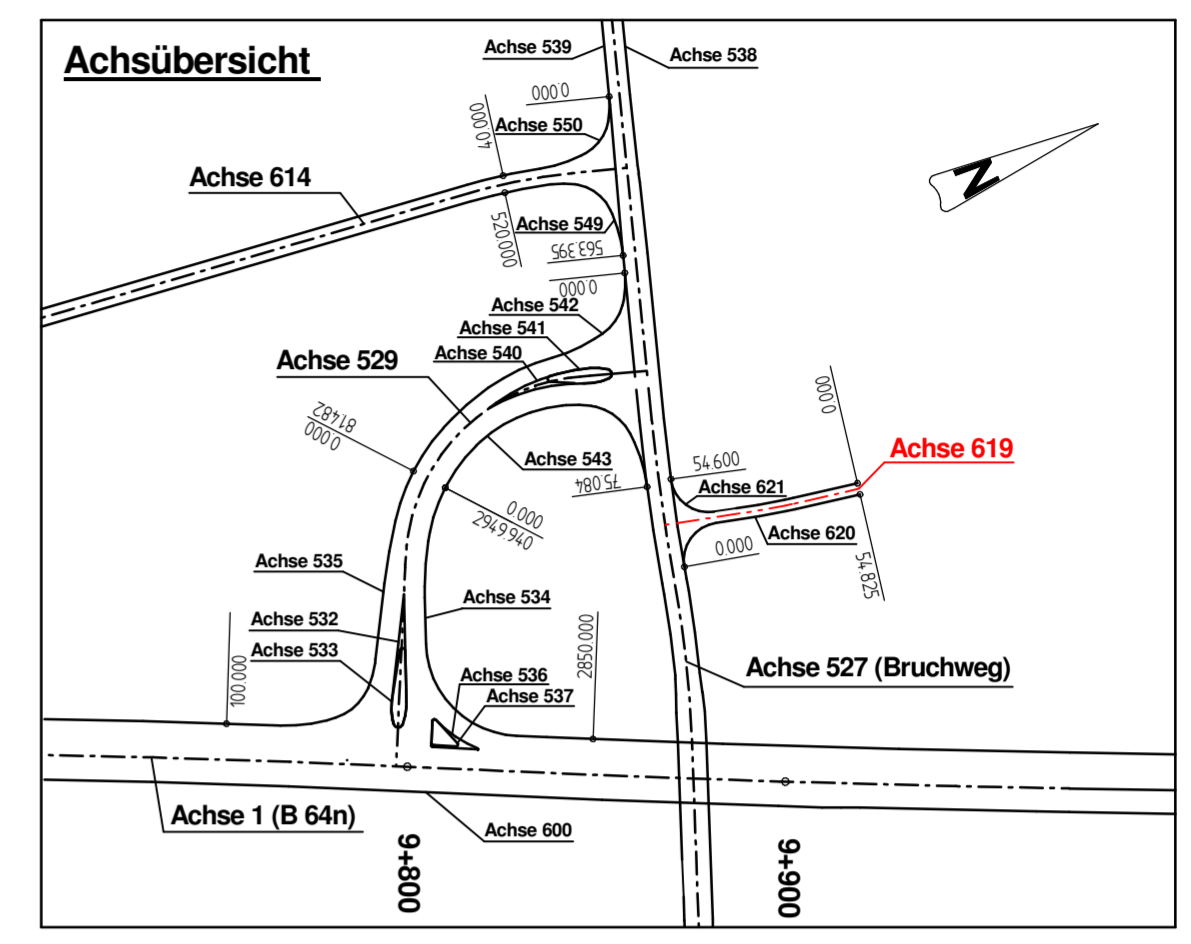 Achsübersicht
Achse 539
Achse 538
0.000
40.000
Achse 550
Achse 614
N
Achse 549
520.000
563.395
0.000
Achse 542
Achse 541
Achse 540
Achse 529
81.482
0.000
0.000
Achse 619
Achse 543
54.600
75.084
Achse 621
0.000
2949.640
Achse 620
0.000
54.825
Achse 535
Achse 534
Achse 532
Achse 533
100.000
2850.000
Achse 536
Achse 537
Achse 527 (Bruchweg)
Achse 1 (B 64n)
Achse 600
9+800
9+900